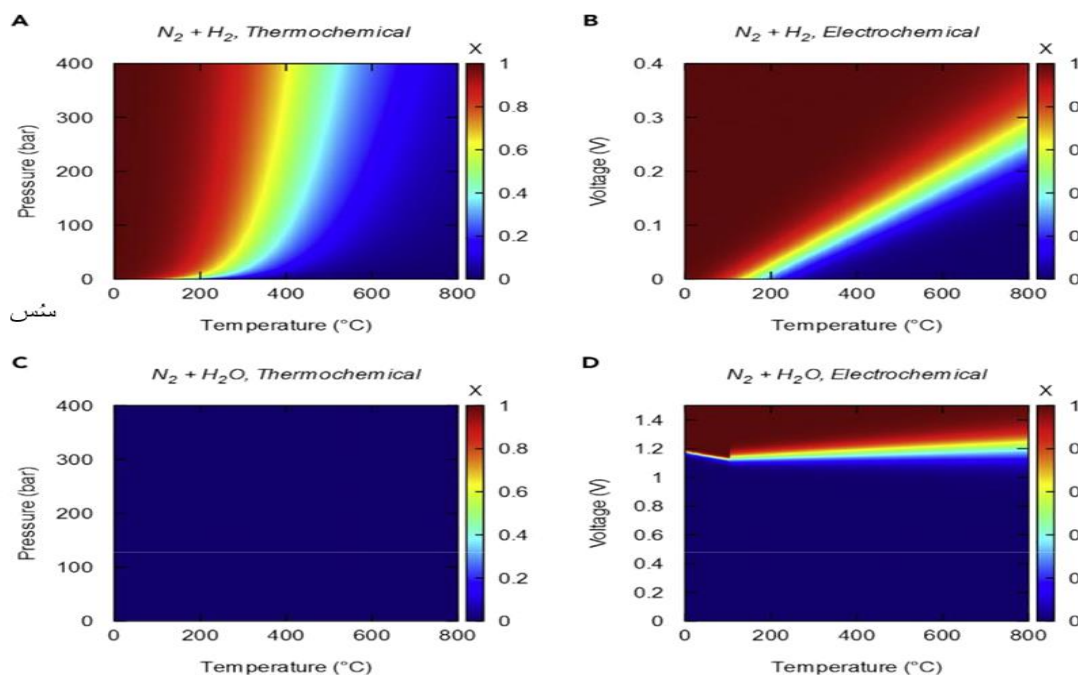 A
N2 + H2, Thermochemical
X
400
300
200
100
0
Pressure (bar)
0 200 400 600 800
Temperature (°C)
1
0.8
0.6
0.4
0.2
0
B
N2 + H2, Electrochemical
X
0.4
0.3
0.2
0.1
0
Voltage (V)
0 200 400 600 800
Temperature (°C)
1
0
0
0
0
0
C
N2 + H2O, Thermochemical
X
400
300
200
100
0
Pressure (bar)
0 200 400 600 800
Temperature (°C)
1
0.8
0.6
0.4
0.2
0
D
N2 + H2O, Electrochemical
X
1.4
1.2
1
0.8
0.6
0.4
0.2
0
Voltage (V)
0 200 400 600 800
Temperature (°C)
1
0
0
0
0
0